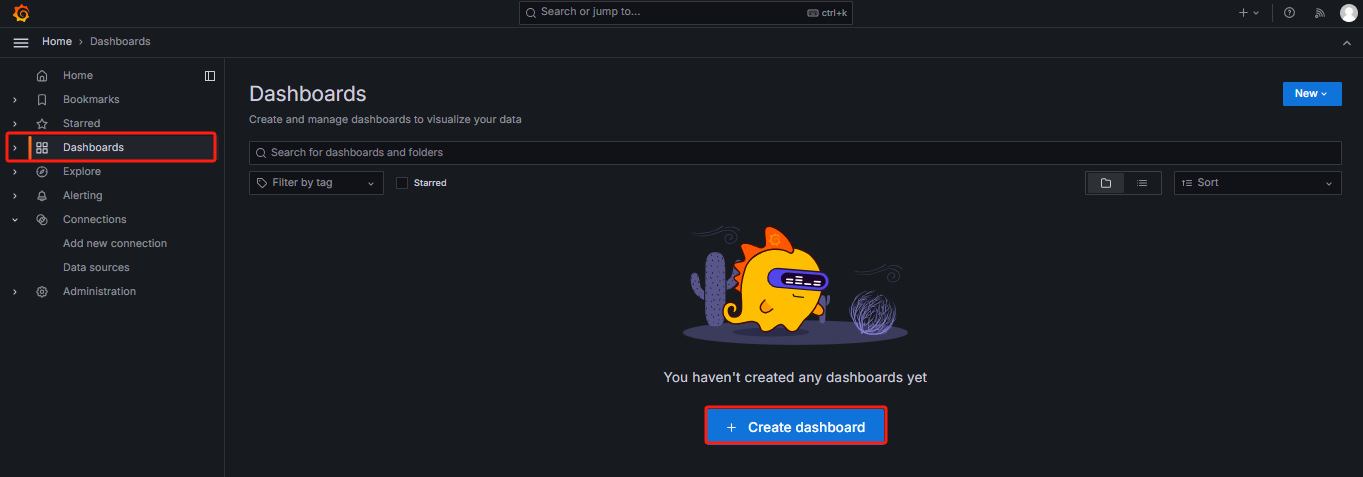 Search or jump to... ctrl+k
Home › Dashboards
Home
Bookmarks
Starred
Dashboards
Explore
Alerting
Connections
Add new connection
Data sources
Administration
Dashboards
New
Create and manage dashboards to visualize your data
Search for dashboards and folders
Filter by tag
Starred
Sort
You haven't created any dashboards yet
+ Create dashboard